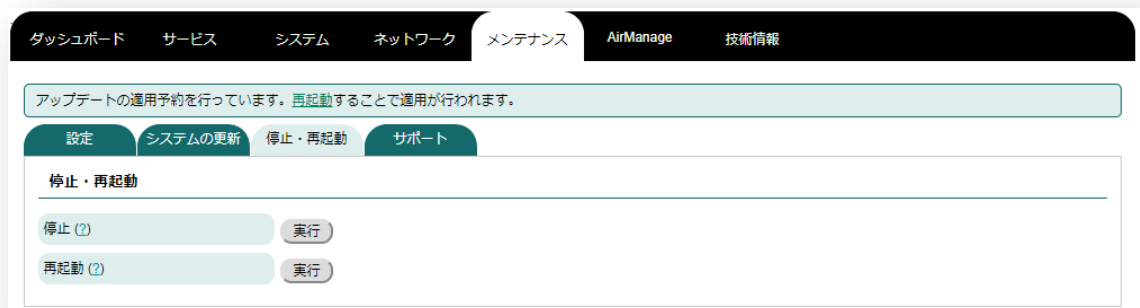 ダッシュボード サービス システム ネットワーク メンテナンス AirManage 技術情報
アップデートの適用予約を行っています。再起動することで適用が行われます。
設定 システムの更新 停止・再起動 サポート
停止・再起動
停止 (?) 実行
再起動 (?) 実行